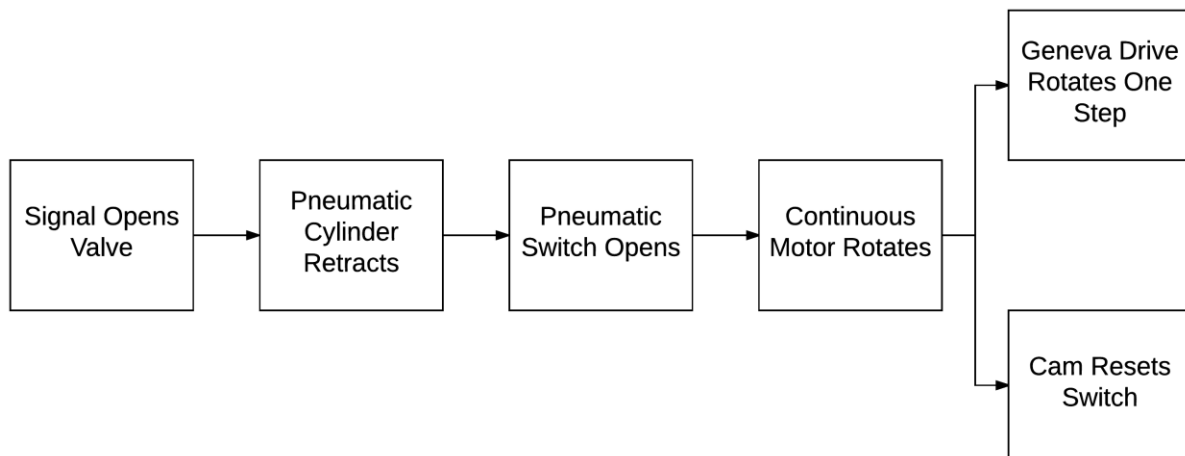 Signal Opens
Valve
Pneumatic
Cylinder
Retracts
Pneumatic
Switch Opens
Continuous
Motor Rotates
Geneva Drive
Rotates One
Step
Cam Resets
Switch